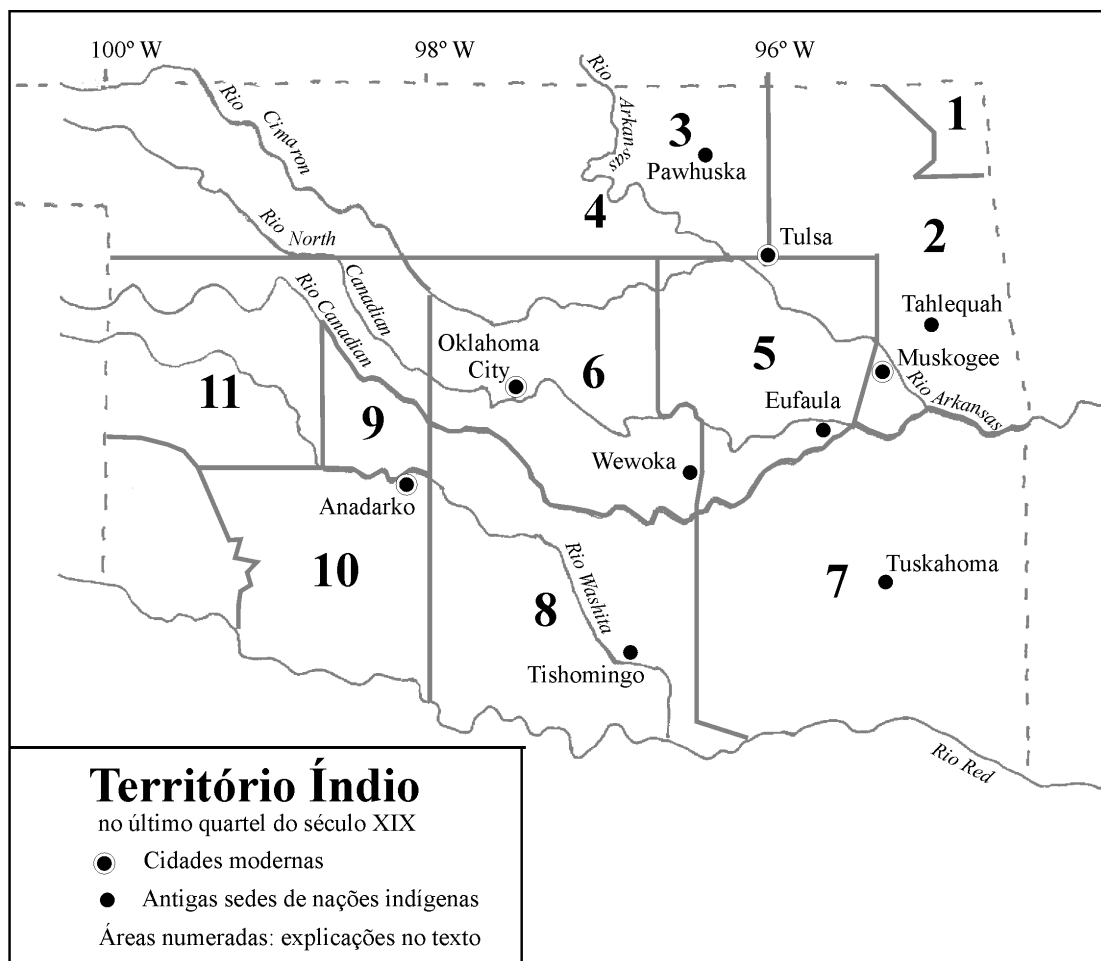 100º W
98º W
96º W
Rio
Cimaron
Rio
Arkansas
1
3
Pawhuska
4
2
Rio North
Canadian
Tulsa
Rio Canadian
Tahlequah
Oklahoma
City
6
5
Muskogee
Rio Arkansas
11
9
Eufaula
Wewoka
Anadarko
10
8
Rio Washita
7
Tuskahoma
Tishomingo
Rio Red
Território Índio
no último quartel do século XIX
Cidades modernas
Antigas sedes de nações indígenas
Áreas numeradas: explicações no texto